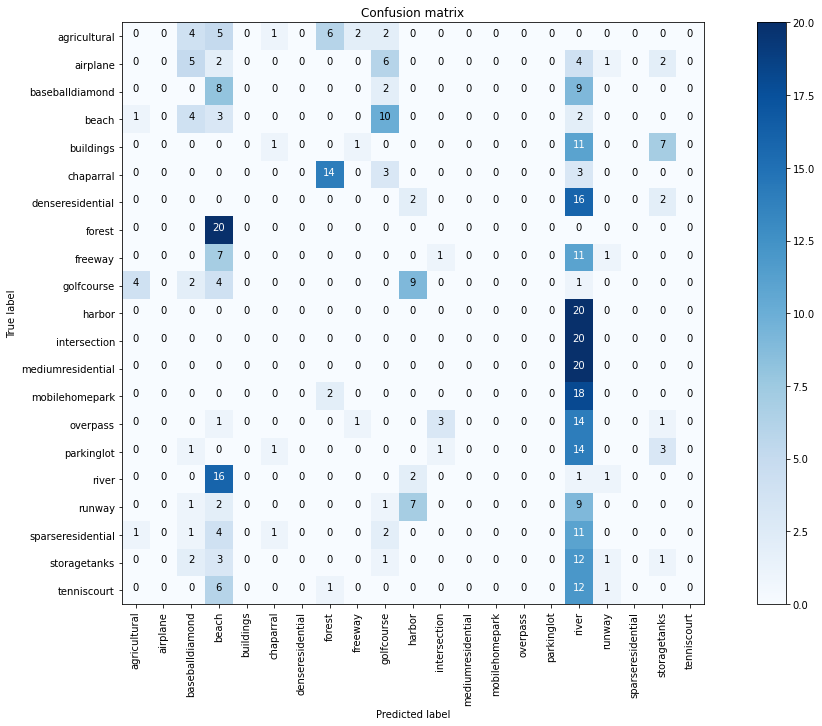 Confusion matrix
True label
agricultural 0 0 4 5 0 1 0 6 2 2 0 0 0 0 0 0 0 0 0 0 0
airplane 0 0 5 2 0 0 0 0 0 6 0 0 0 0 0 0 4 1 0 2 0
baseballdiamond 0 0 0 8 0 0 0 0 0 2 0 0 0 0 0 0 9 0 0 0 0
beach 1 0 4 3 0 0 0 0 0 10 0 0 0 0 0 0 2 0 0 0 0
buildings 0 0 0 0 0 1 0 0 1 0 0 0 0 0 0 0 11 0 0 7 0
chaparral 0 0 0 0 0 0 0 14 0 3 0 0 0 0 0 0 3 0 0 0 0
denseresidential 0 0 0 0 0 0 0 0 0 0 2 0 0 0 0 0 16 0 0 2 0
forest 0 0 0 20 0 0 0 0 0 0 0 0 0 0 0 0 0 0 0 0 0
freeway 0 0 0 7 0 0 0 0 0 0 0 1 0 0 0 0 11 1 0 0 0
golfcourse 4 0 2 4 0 0 0 0 0 0 9 0 0 0 0 0 1 0 0 0 0
harbor 0 0 0 0 0 0 0 0 0 0 0 0 0 0 0 0 20 0 0 0 0
intersection 0 0 0 0 0 0 0 0 0 0 0 0 0 0 0 0 20 0 0 0 0
mediumresidential 0 0 0 0 0 0 0 0 0 0 0 0 0 0 0 0 20 0 0 0 0
mobilehomepark 0 0 0 0 0 0 0 2 0 0 0 0 0 0 0 0 18 0 0 0 0
overpass 0 0 0 1 0 0 0 0 1 0 0 3 0 0 0 0 14 0 0 1 0
parkinglot 0 0 1 0 0 1 0 0 0 0 0 1 0 0 0 0 14 0 0 3 0
river 0 0 0 16 0 0 0 0 0 0 2 0 0 0 0 0 1 1 0 0 0
runway 0 0 1 2 0 0 0 0 0 1 7 0 0 0 0 0 9 0 0 0 0
sparseresidential 1 0 1 4 0 1 0 0 0 2 0 0 0 0 0 0 11 0 0 0 0
storagetanks 0 0 2 3 0 0 0 0 0 1 0 0 0 0 0 0 12 1 0 1 0
tenniscourt 0 0 0 6 0 0 0 1 0 0 0 0 0 0 0 0 12 1 0 0 0
agricultural
airplane
baseballdiamond
beach
buildings
chaparral
denseresidential
forest
freeway
golfcourse
harbor
intersection
mediumresidential
mobilehomepark
overpass
parkinglot
river
runway
sparseresidential
storagetanks
tenniscourt
Predicted label
20.0
17.5
15.0
12.5
10.0
7.5
5.0
2.5
0.0